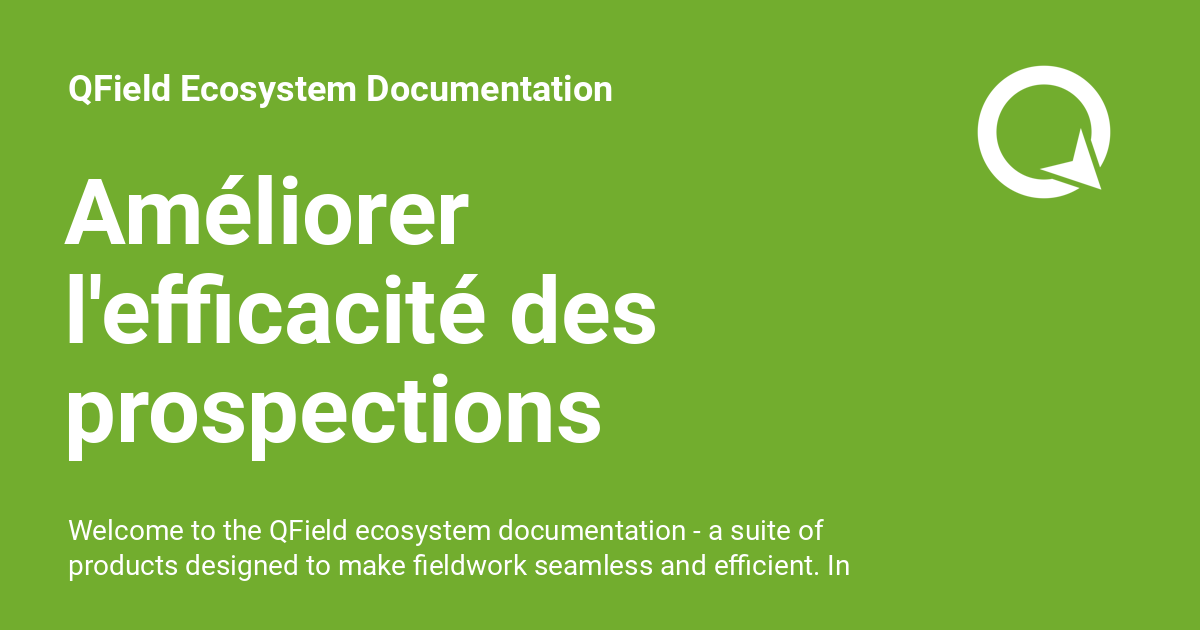 QField Ecosystem Documentation
Améliorer
l'efficacité des
prospections
Welcome to the QField ecosystem documentation - a suite of
products designed to make fieldwork seamless and efficient. In